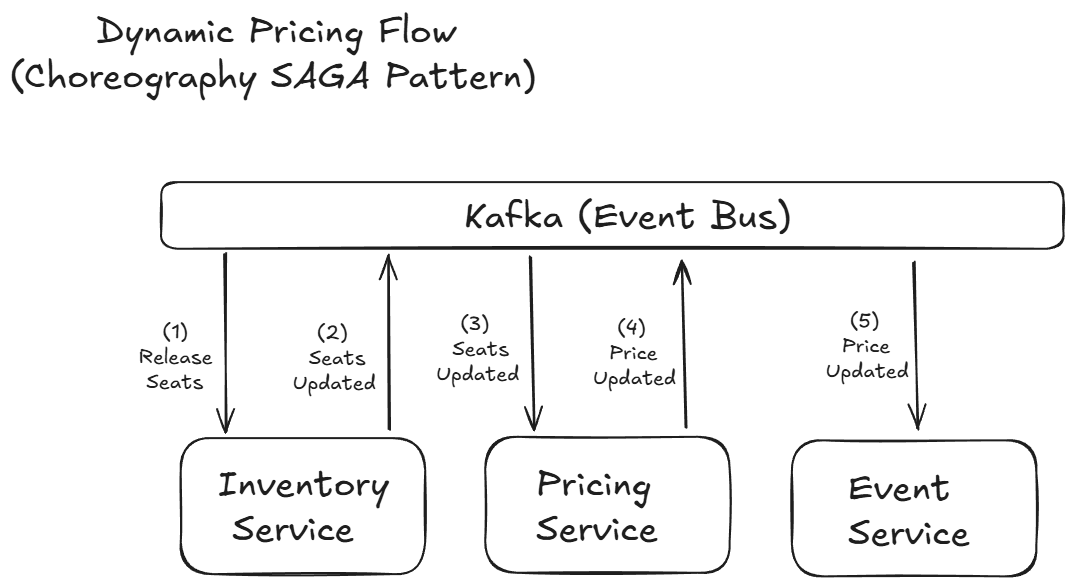 Dynamic Pricing Flow
(Choreography SAGA Pattern)
Kafka (Event Bus)
(1)
Release
Seats
(2)
Seats
Updated
(3)
Seats
Updated
(4)
Price
Updated
(5)
Price
Updated
Inventory
Service
Pricing
Service
Event
Service